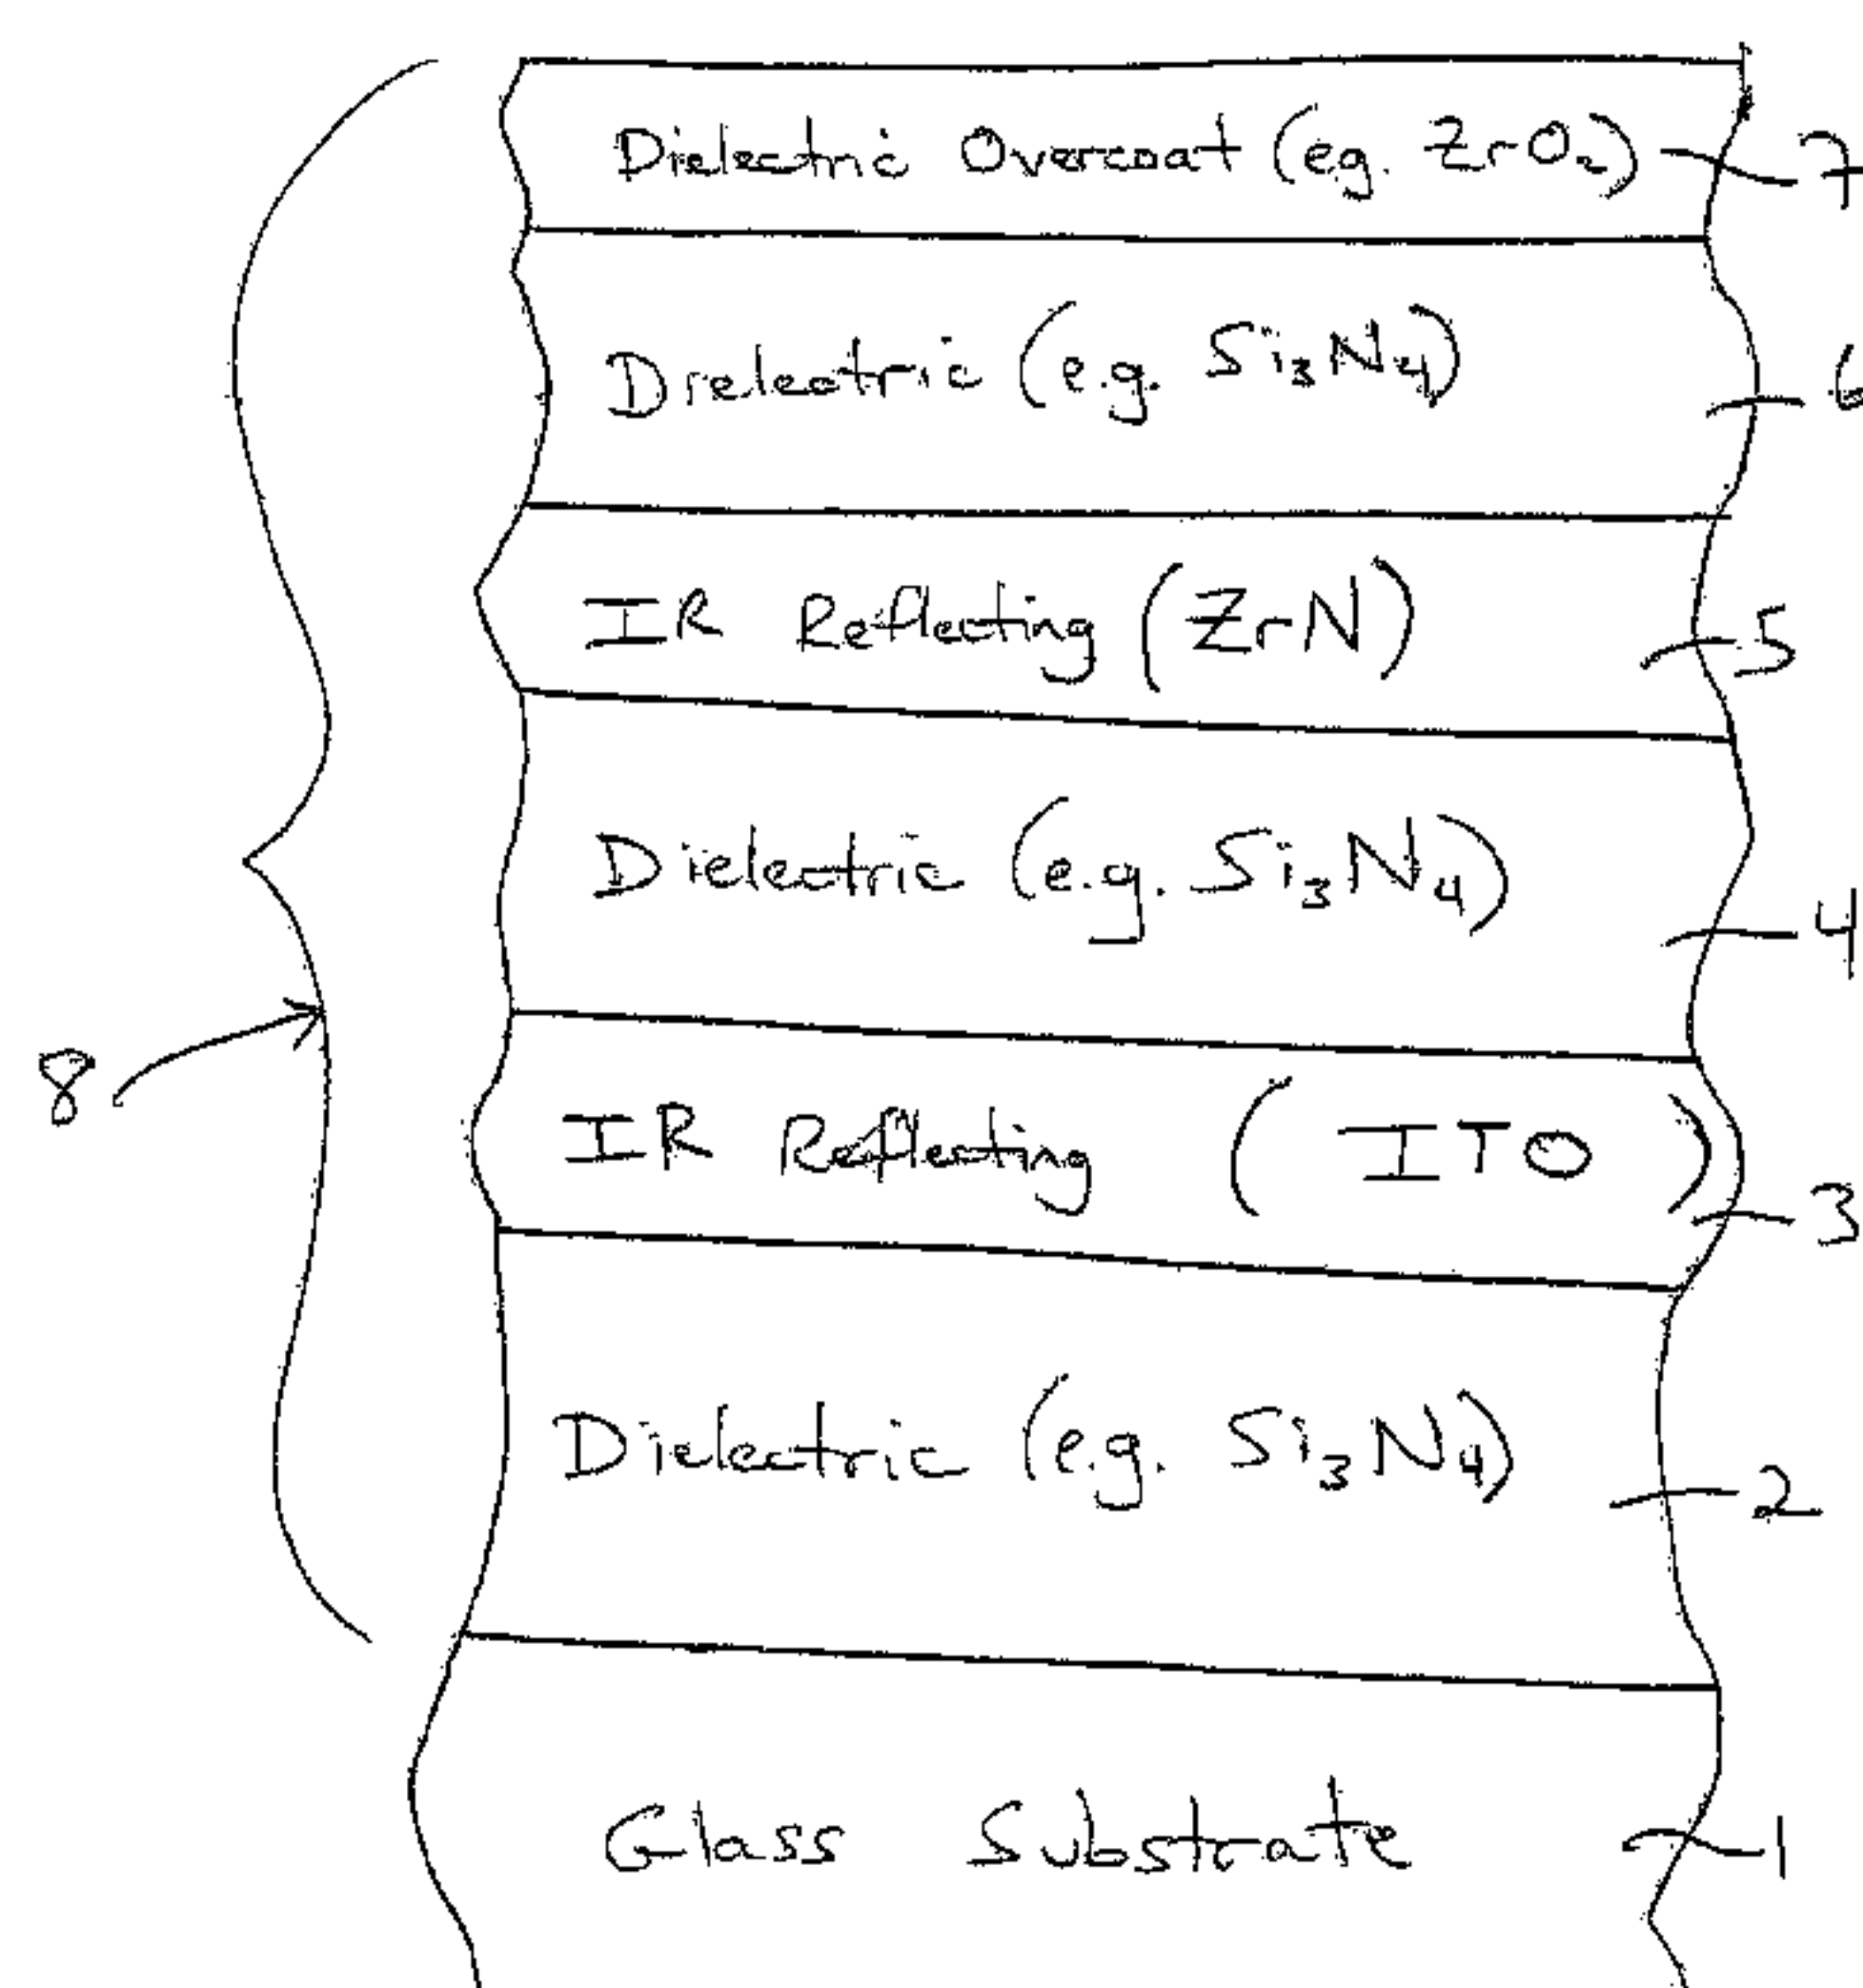 Dielectric Overcoat (eg. ZrO₂) 7
Dielectric (e.g. Si₃N₄) 6
IR Reflecting (ZrN) 5
Dielectric (e.g. Si₃N₄) 4
8
IR Reflecting (ITO) 3
Dielectric (e.g. Si₃N₄) 2
Glass Substrate 1